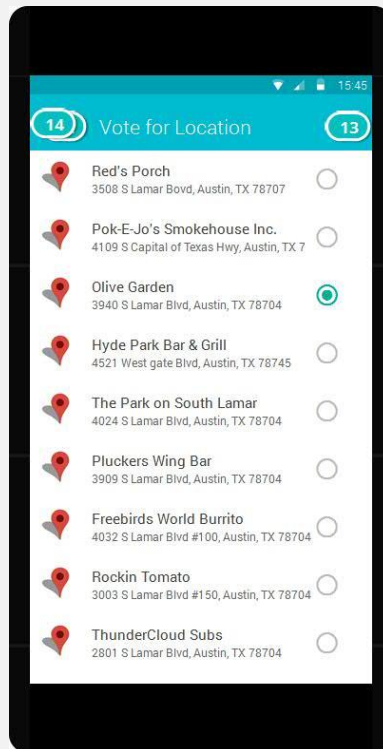 15:45
14 Vote for Location 13
Red's Porch
3508 S Lamar Bovd, Austin, TX 78707
Pok-E-Jo's Smokehouse Inc.
4109 S Capital of Texas Hwy, Austin, TX 7
Olive Garden
3940 S Lamar Blvd, Austin, TX 78704
Hyde Park Bar & Grill
4521 West gate Blvd, Austin, TX 78745
The Park on South Lamar
4024 S Lamar Blvd, Austin, TX 78704
Pluckers Wing Bar
3909 S Lamar Blvd, Austin, TX 78704
Freebirds World Burrito
4032 S Lamar Blvd #100, Austin, TX 78704
Rockin Tomato
3003 S Lamar Blvd #150, Austin, TX 78704
ThunderCloud Subs
2801 S Lamar Blvd, Austin, TX 78704